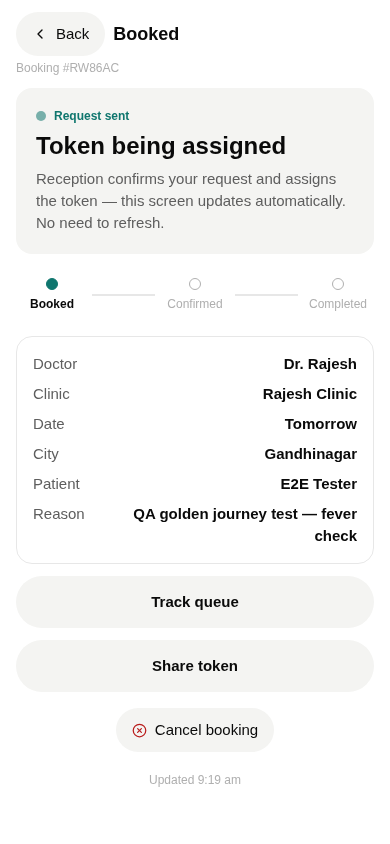 Back
Booked
Booking #RW86AC
Request sent
Token being assigned
Reception confirms your request and assigns
the token — this screen updates automatically.
No need to refresh.
Booked
Confirmed
Completed
Doctor Dr. Rajesh
Clinic Rajesh Clinic
Date Tomorrow
City Gandhinagar
Patient E2E Tester
Reason QA golden journey test — fever
check
Track queue
Share token
Cancel booking
Updated 9:19 am